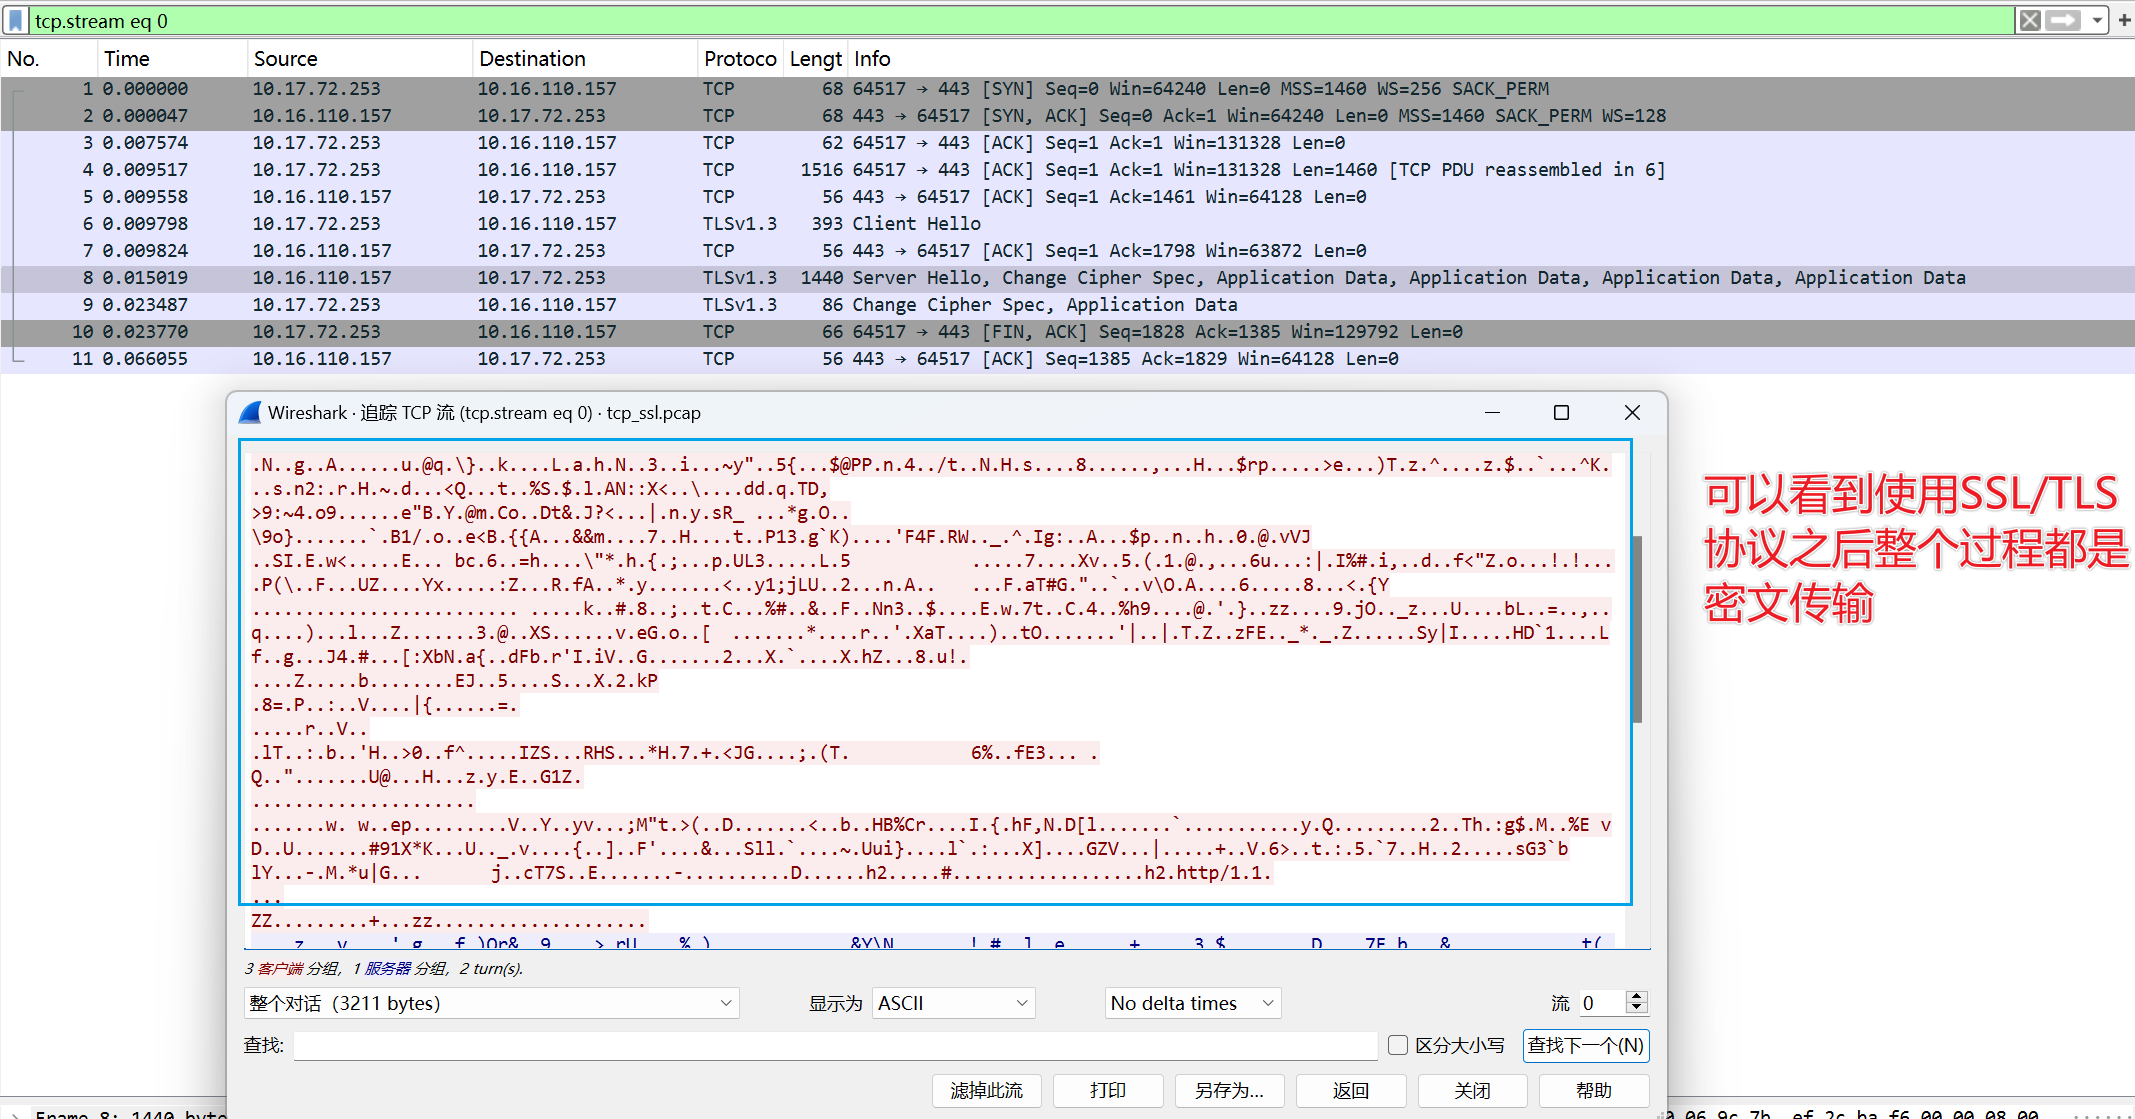 tcp.stream eq 0
No. Time Source Destination Protoco Lengt Info
1 0.000000 10.17.72.253 10.16.110.157 TCP 68 64517 → 443 [SYN] Seq=0 Win=64240 Len=0 MSS=1460 WS=256 SACK_PERM
2 0.000047 10.16.110.157 10.17.72.253 TCP 68 443 → 64517 [SYN, ACK] Seq=0 Ack=1 Win=64240 Len=0 MSS=1460 SACK_PERM WS=128
3 0.007574 10.17.72.253 10.16.110.157 TCP 62 64517 → 443 [ACK] Seq=1 Ack=1 Win=131328 Len=0
4 0.009517 10.17.72.253 10.16.110.157 TCP 1516 64517 → 443 [ACK] Seq=1 Ack=1 Win=131328 Len=1460 [TCP PDU reassembled in 6]
5 0.009558 10.16.110.157 10.17.72.253 TCP 56 443 → 64517 [ACK] Seq=1 Ack=1461 Win=64128 Len=0
6 0.009798 10.17.72.253 10.16.110.157 TLSv1.3 393 Client Hello
7 0.009824 10.16.110.157 10.17.72.253 TCP 56 443 → 64517 [ACK] Seq=1 Ack=1798 Win=63872 Len=0
8 0.015019 10.16.110.157 10.17.72.253 TLSv1.3 1440 Server Hello, Change Cipher Spec, Application Data, Application Data, Application Data, Application Data
9 0.023487 10.17.72.253 10.16.110.157 TLSv1.3 86 Change Cipher Spec, Application Data
10 0.023770 10.17.72.253 10.16.110.157 TCP 66 64517 → 443 [FIN, ACK] Seq=1828 Ack=1385 Win=129792 Len=0
11 0.066055 10.16.110.157 10.17.72.253 TCP 56 443 → 64517 [ACK] Seq=1385 Ack=1829 Win=64128 Len=0
Wireshark · 追踪 TCP 流 (tcp.stream eq 0) · tcp_ssl.pcap
.N..g..A......u.@q.\}..k....L.a.h.N..3..i...~y"..5{...$@PP.n.4../t..N.H.s....8......,...H...$rp.....>e...)T.z.^....z.$..`...^K.
..s.n2:.r.H.~.d...<Q...t..%S.$.l.AN::X<..\....dd.q.TD,
>9:~4.o9......e"B.Y.@m.Co..Dt&.J?<...|.n.y.sR_ ...*g.O..
\9o}.......`.B1/.o..e<B.{{A...&&m....7..H....t..P13.g`K)....'F4F.RW.._.^.Ig:..A...$p..n..h..0.@.vVJ
..SI.E.w<.....E... bc.6..=h....\"*.h.{.;...p.UL3.....L.5 .....7....Xv..5.(.1.@.,...6u...:|.I%#.i,..d..f<"Z.o...!.!...
.P(\..F...UZ....Yx.....:Z...R.fA..*.y.......<..y1;jLU..2...n.A.. ...F.aT#G."..`..v\O.A....6.....8...<.{Y
......................... .....k..#.8..;..t.C...%#..&..F..Nn3..$....E.w.7t..C.4..%h9....@.'.}..zz....9.jO.._z...U....bL..=..,..
q....)...l...Z.......3.@..XS......v.eG.o..[ .......*....r..'.XaT....)..tO.......'|..|.T.Z..zFE.._*._.Z......Sy|I.....HD`1....L
f..g...J4.#...[:XbN.a{..dFb.r'I.iV..G.......2...X.`....X.hZ...8.u!.
....Z.....b........EJ..5....S...X.2.kP
.8=.P..:..V....|{......=.
.....r..V..
.lT..:.b..'H..>0..f^.....IZS...RHS...*H.7.+.<JG....;.(T. 6%..fE3... .
Q..".......U@...H...z.y.E..G1Z.
.....................
.......w. w..ep.........V..Y..yv...;M"t.>(..D.......<..b..HB%Cr....I.{.hF,N.D[l.......`...........y.Q.........2..Th.:g$.M..%E v
D..U.......#91X*K...U.._.v....{..]..F'....&...Sll.`....~.Uui}....l`.:...X]....GZV...|.....+..V.6>..t.:.5.`7..H..2.....sG3`b
lY...-.M.*u|G... j..cT7S..E.......-..........D......h2.....#..................h2.http/1.1.
...
ZZ.........+...zz....................
可以看到使用SSL/TLS
协议之后整个过程都是
密文传输
3 客户端 分组, 1 服务器 分组, 2 turn(s).
整个对话 (3211 bytes) 显示为 ASCII No delta times 流 0
查找: 区分大小写 查找下一个(N)
滤掉此流 打印 另存为... 返回 关闭 帮助